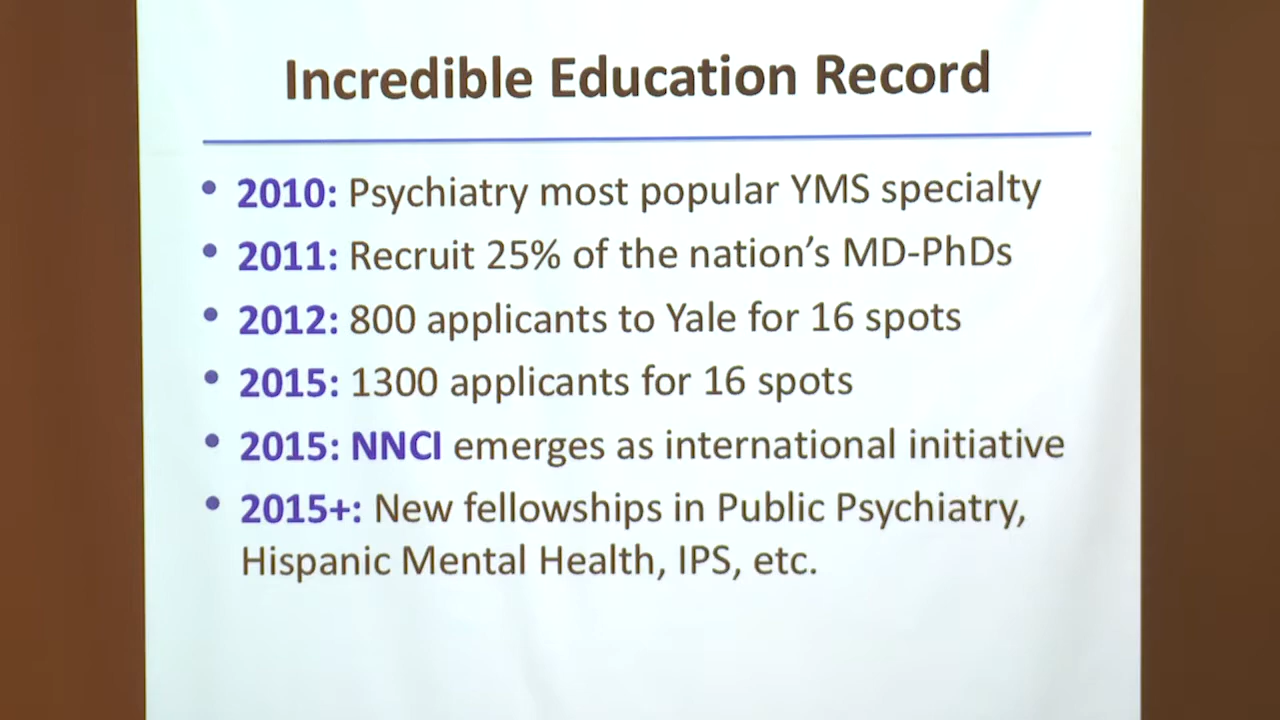 Incredible Education Record
• 2010: Psychiatry most popular YMS specialty
• 2011: Recruit 25% of the nation’s MD-PhDs
• 2012: 800 applicants to Yale for 16 spots
• 2015: 1300 applicants for 16 spots
• 2015: NNCI emerges as international initiative
• 2015+: New fellowships in Public Psychiatry,
Hispanic Mental Health, IPS, etc.